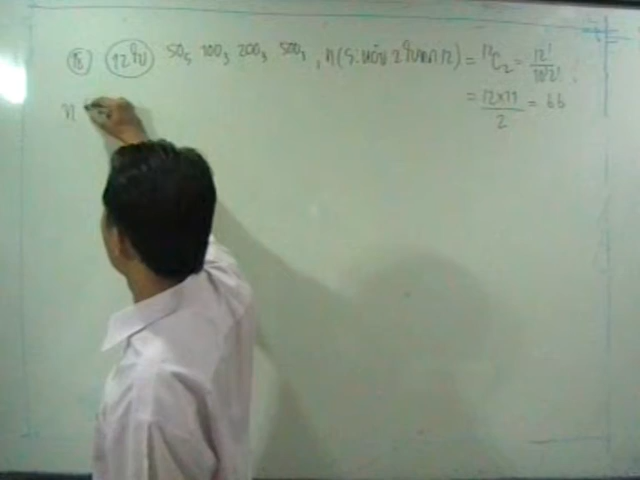 18 12 ใบ 50₅ 100₃ 200₃ 500₁ , n(S: หยิบ 2 ใบจาก 12) = ¹²C₂ = 12!/10!2!
= 12×11/2 = 66
n